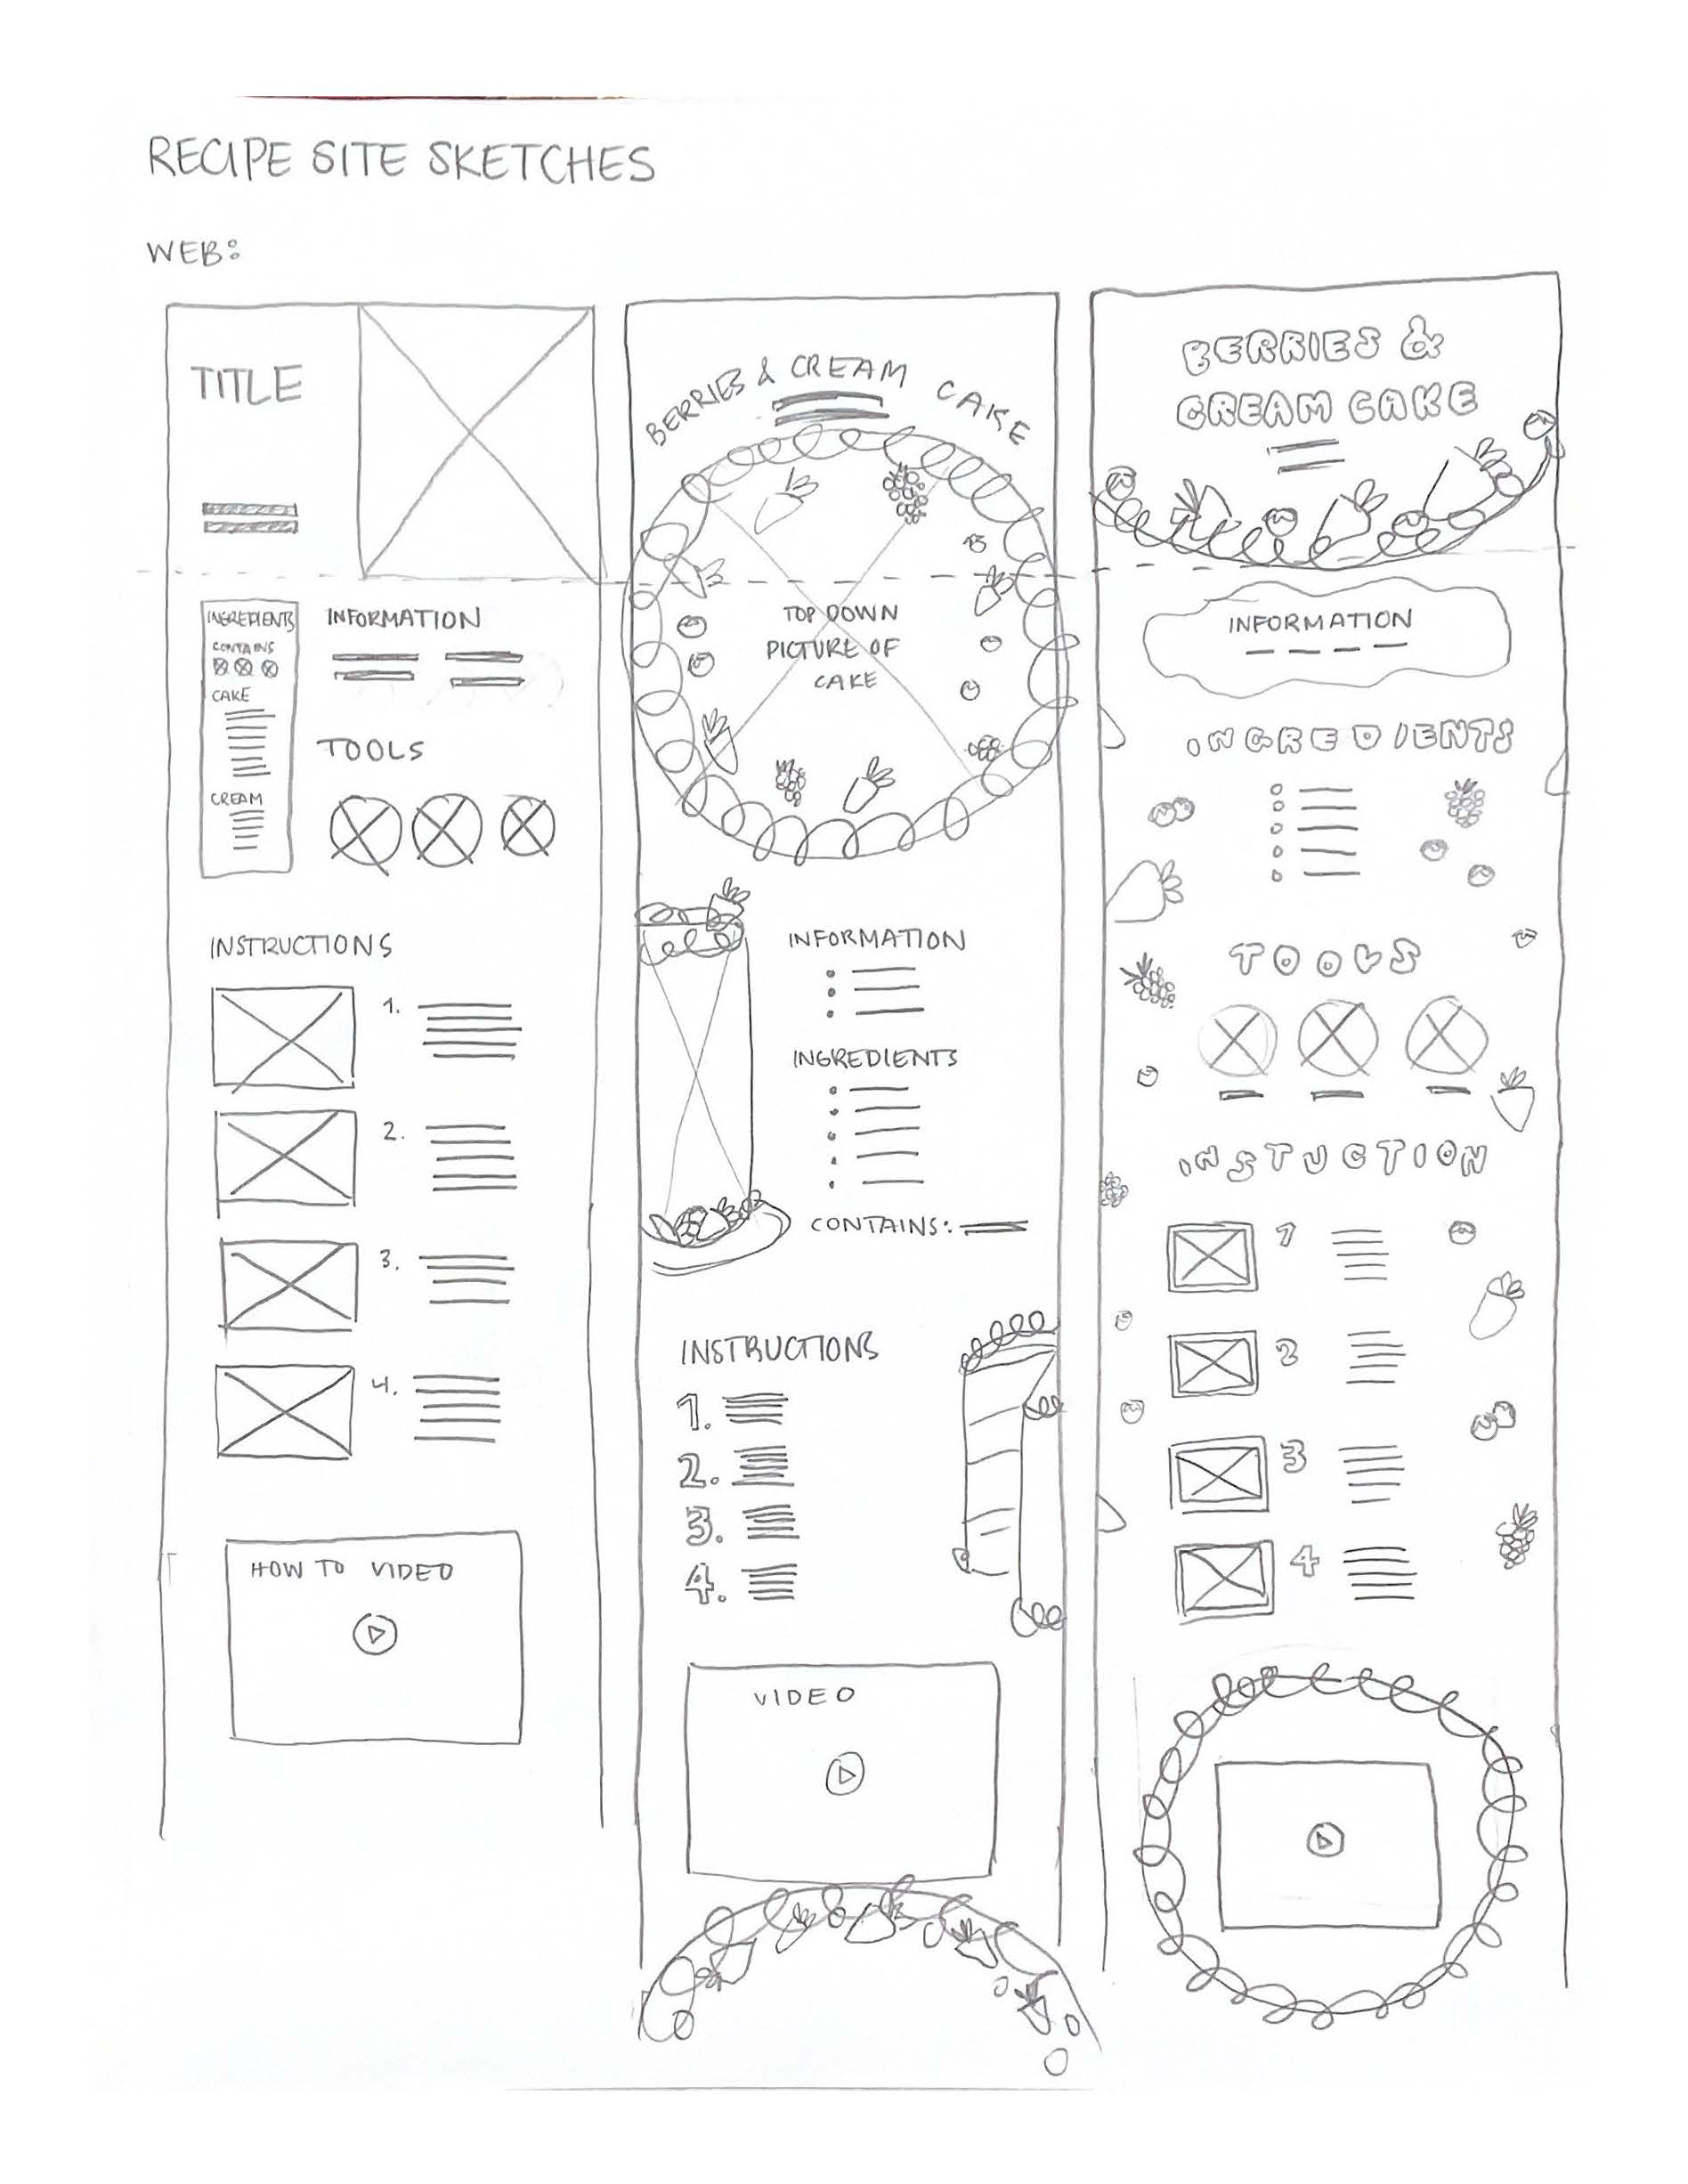 RECIPE SITE SKETCHES
WEB:
TITLE
INGREDIENTS
CONTAINS
CAKE
CREAM
INFORMATION
TOOLS
INSTRUCTIONS
1.
2.
3.
4.
HOW TO VIDEO
BERRIES & CREAM CAKE
TOP DOWN
PICTURE OF
CAKE
INFORMATION
INGREDIENTS
CONTAINS:
INSTRUCTIONS
1.
2.
3.
4.
VIDEO
BERRIES &
CREAM CAKE
INFORMATION
INGREDIENTS
TOOLS
INSTUCTION
1
2
3
4